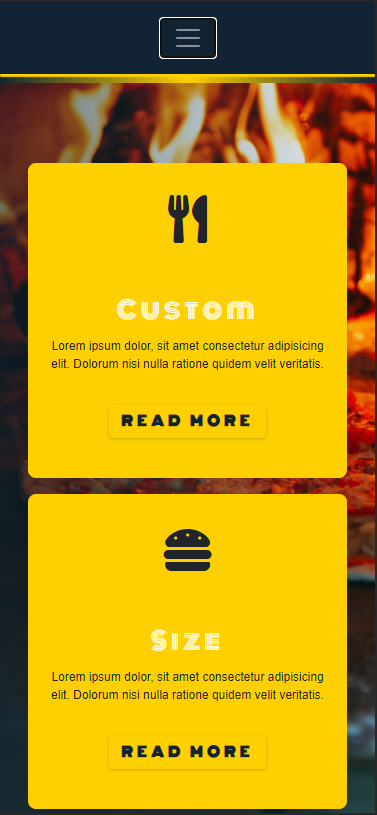 Custom
Lorem ipsum dolor, sit amet consectetur adipisicing
elit. Dolorum nisi nulla ratione quidem velit veritatis.
READ MORE
Size
Lorem ipsum dolor, sit amet consectetur adipisicing
elit. Dolorum nisi nulla ratione quidem velit veritatis.
READ MORE